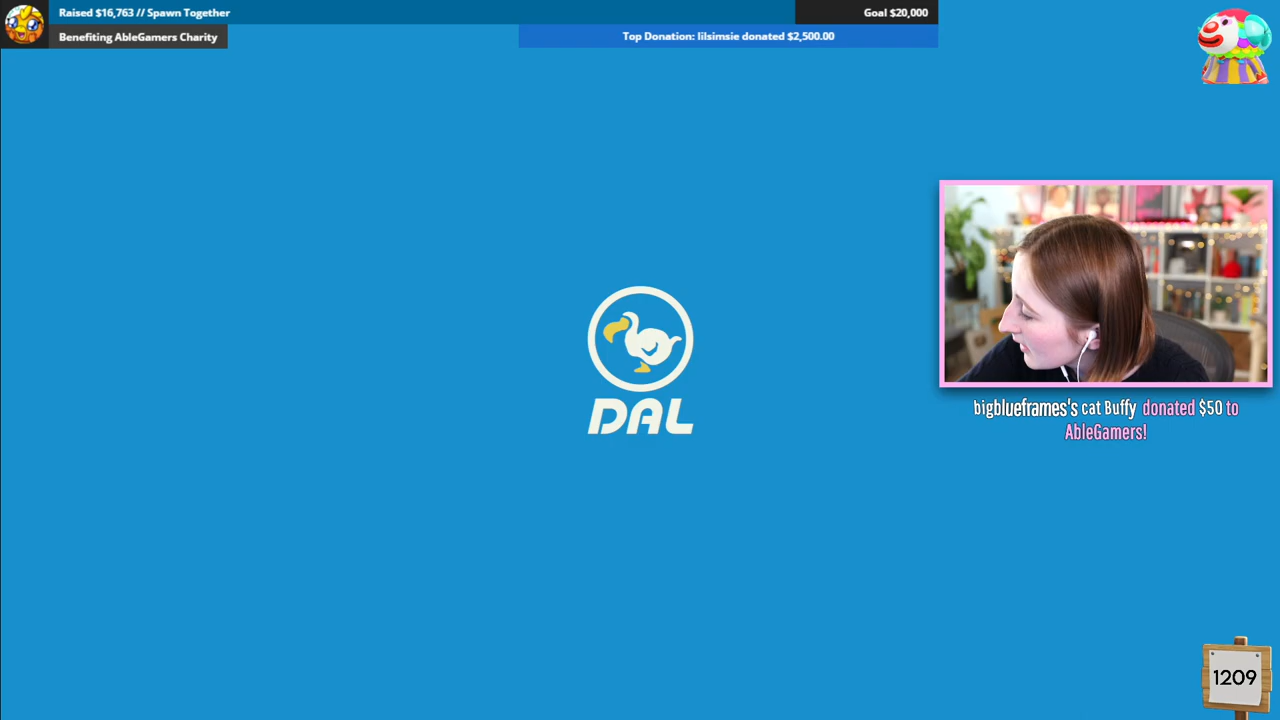 Raised $16,763 // Spawn Together
Goal $20,000
Benefiting AbleGamers Charity
Top Donation: lilsimsie donated $2,500.00
bigblueframes's cat Buffy donated $50 to
AbleGamers!
DAL
1209